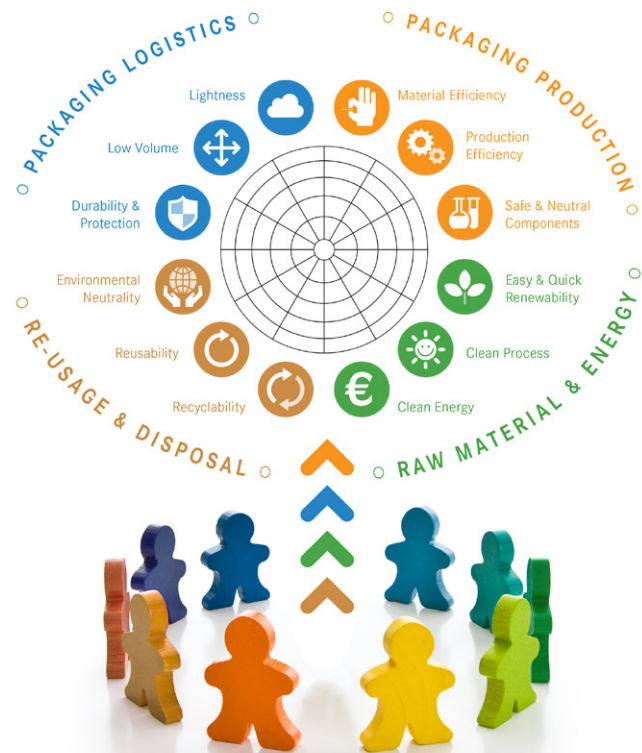 PACKAGING LOGISTICS
PACKAGING PRODUCTION
Lightness
Material Efficiency
Low Volume
Production
Efficiency
Durability &
Protection
Safe & Neutral
Components
Environmental
Neutrality
Easy & Quick
Renewability
Reusability
Clean Process
Recyclability
€
Clean Energy
RE-USAGE & DISPOSAL
RAW MATERIAL & ENERGY